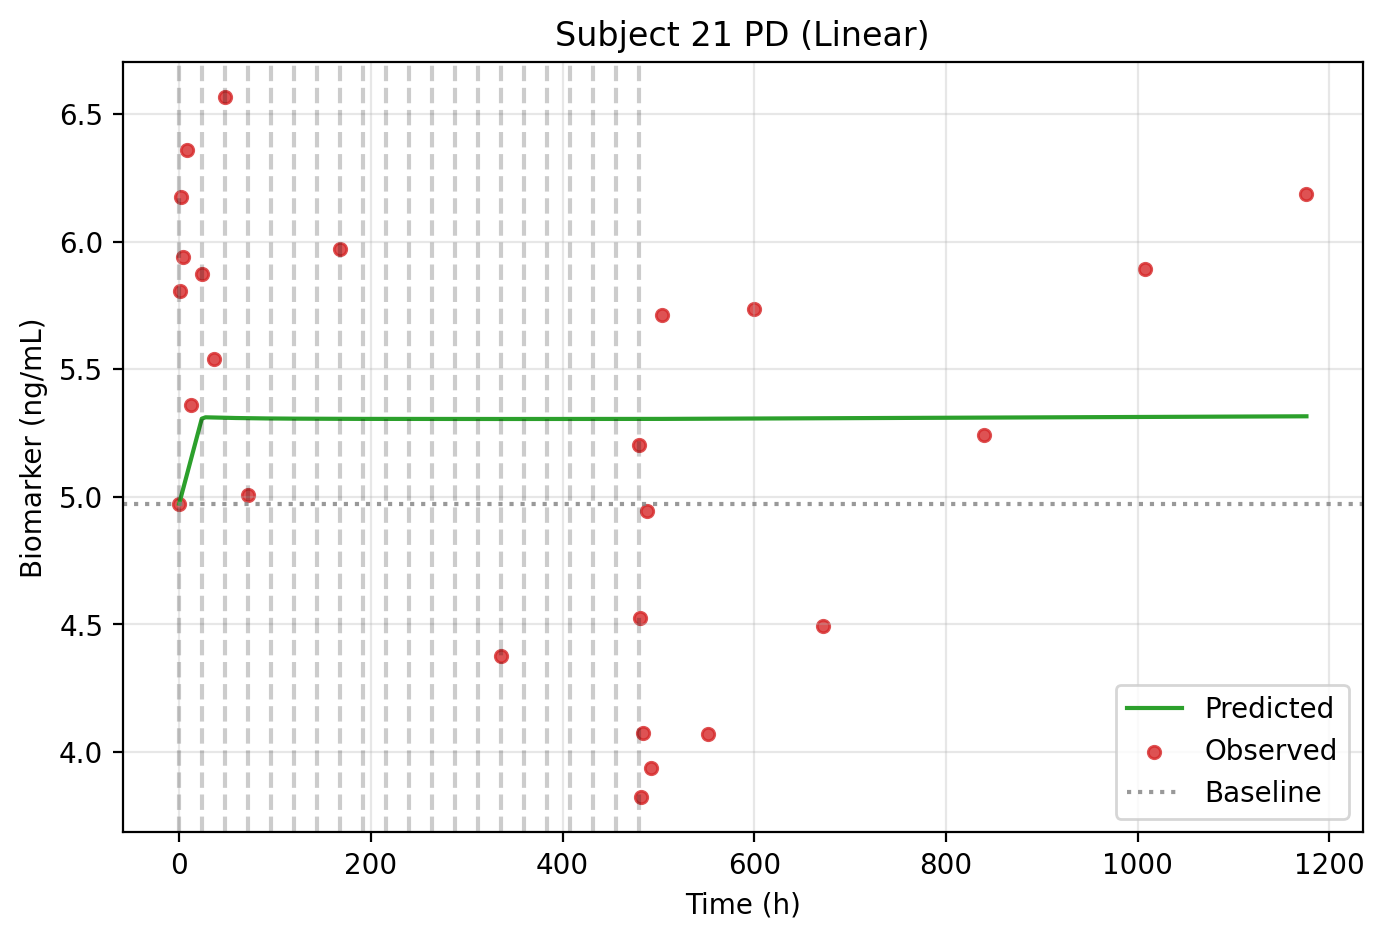 Subject 21 PD (Linear)
Biomarker (ng/mL)
6.5
6.0
5.5
5.0
4.5
4.0
Predicted
Observed
Baseline
0 200 400 600 800 1000 1200
Time (h)